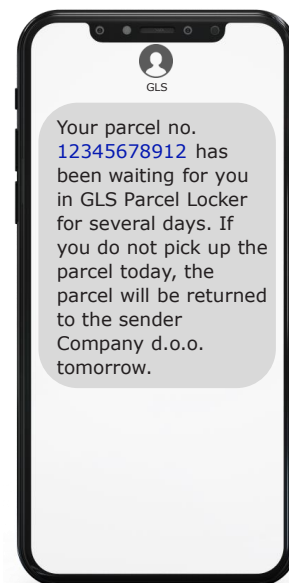 GLS
Your parcel no.
12345678912 has
been waiting for you
in GLS Parcel Locker
for several days. If
you do not pick up the
parcel today, the
parcel will be returned
to the sender
Company d.o.o.
tomorrow.